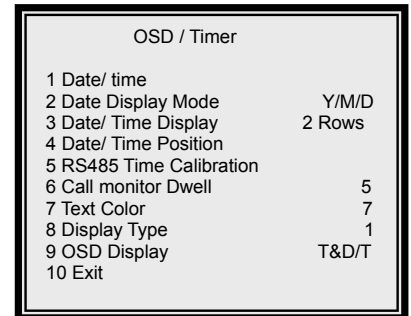 OSD / Timer
1 Date/ time
2 Date Display Mode Y/M/D
3 Date/ Time Display 2 Rows
4 Date/ Time Position
5 RS485 Time Calibration
6 Call monitor Dwell 5
7 Text Color 7
8 Display Type 1
9 OSD Display T&D/T
10 Exit